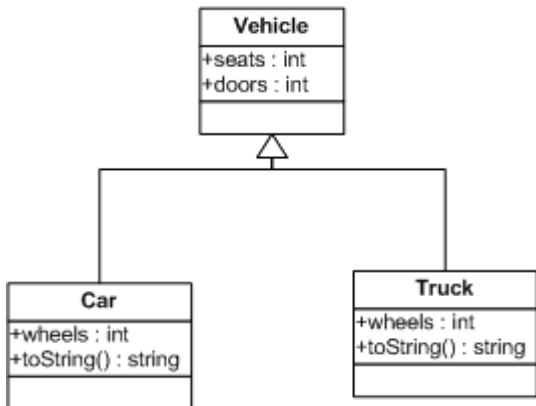 Vehicle
+seats : int
+doors : int
Car
+wheels : int
+toString() : string
Truck
+wheels : int
+toString() : string